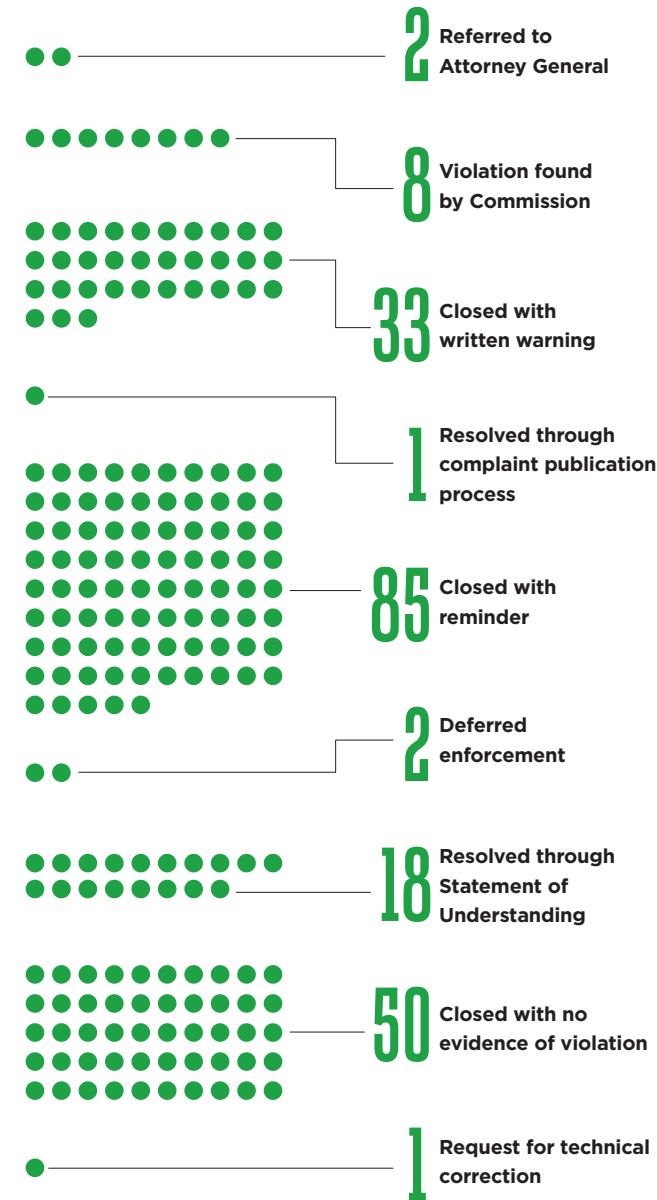 2
Referred to
Attorney General
8
Violation found
by Commission
33
Closed with
written warning
1
Resolved through
complaint publication
process
85
Closed with
reminder
2
Deferred
enforcement
18
Resolved through
Statement of
Understanding
50
Closed with no
evidence of violation
1
Request for technical
correction